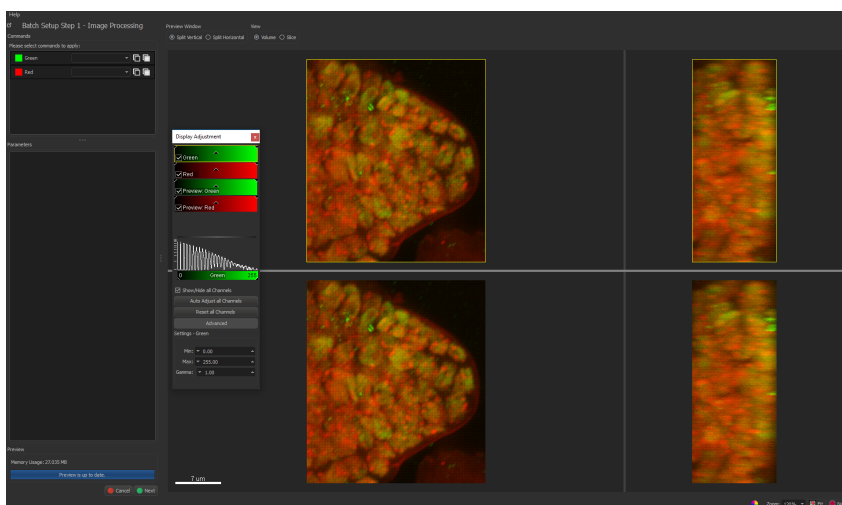 Help
Batch Setup Step 1 - Image Processing
Commands
Please select commands to apply:
Green
Red
Parameters
Preview
Memory Usage: 27.035 MB
Preview is up to date.
Cancel Next
Preview Window View
Split Vertical Split Horizontal Volume Slice
Display Adjustment
Green
Red
Preview: Green
Preview: Red
0 Green 255
Show/Hide all Channels
Auto Adjust all Channels
Reset all Channels
Advanced
Settings - Green
Min: 0.00
Max: 255.00
Gamma: 1.00
7 um
Zoom: Fit